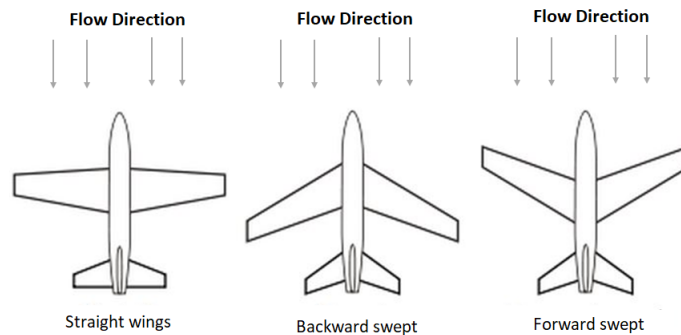 Flow Direction
Flow Direction
Flow Direction
Straight wings
Backward swept
Forward swept